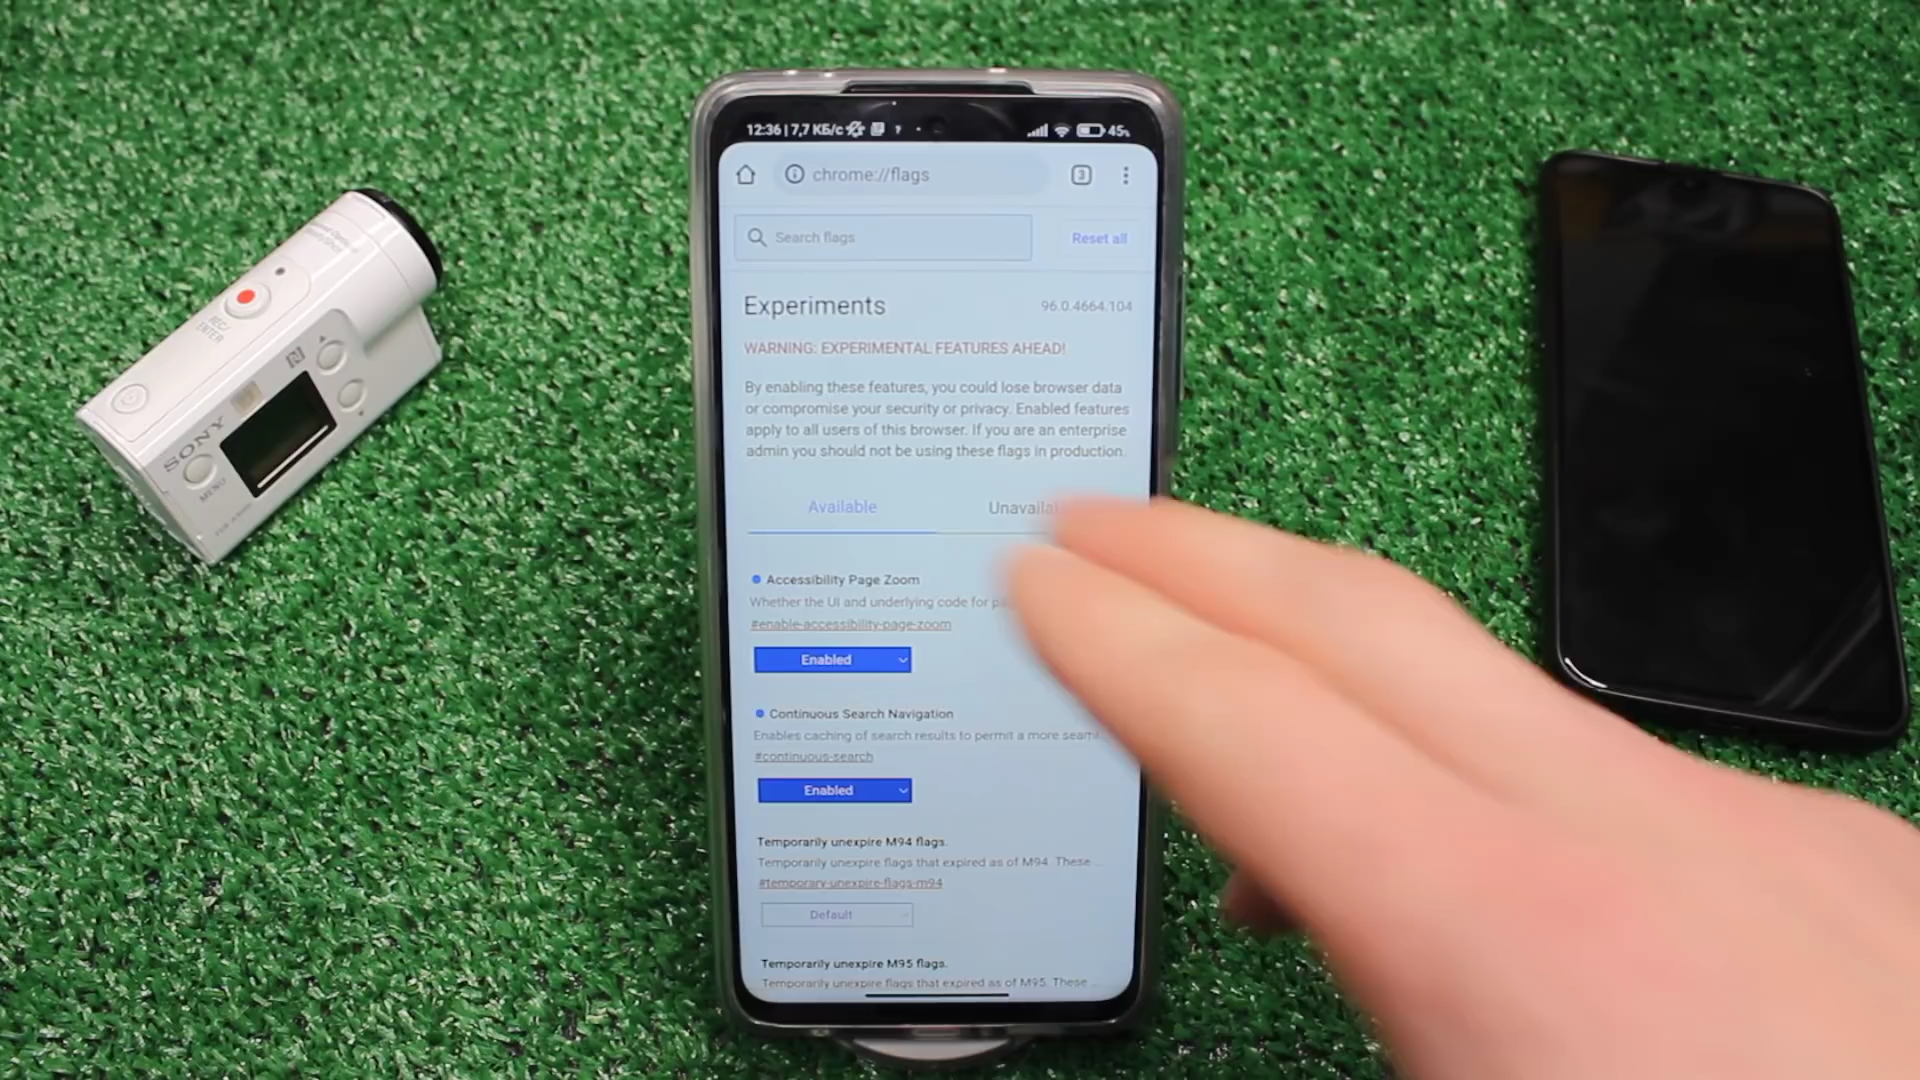 12:36 | 7,7 КБ/с
45%
chrome://flags
3
Search flags
Reset all
Experiments
96.0.4664.104
WARNING: EXPERIMENTAL FEATURES AHEAD!
By enabling these features, you could lose browser data
or compromise your security or privacy. Enabled features
apply to all users of this browser. If you are an enterprise
admin you should not be using these flags in production.
Available
Unavailab
Accessibility Page Zoom
Whether the UI and underlying code for pa
#enable-accessibility-page-zoom
Enabled
Continuous Search Navigation
Enables caching of search results to permit a more seaml...
#continuous-search
Enabled
Temporarily unexpire M94 flags.
Temporarily unexpire flags that expired as of M94. These ...
#temporary-unexpire-flags-m94
Default
Temporarily unexpire M95 flags.
Temporarily unexpire flags that expired as of M95. These ...
REC/
ENTER
SONY
MENU